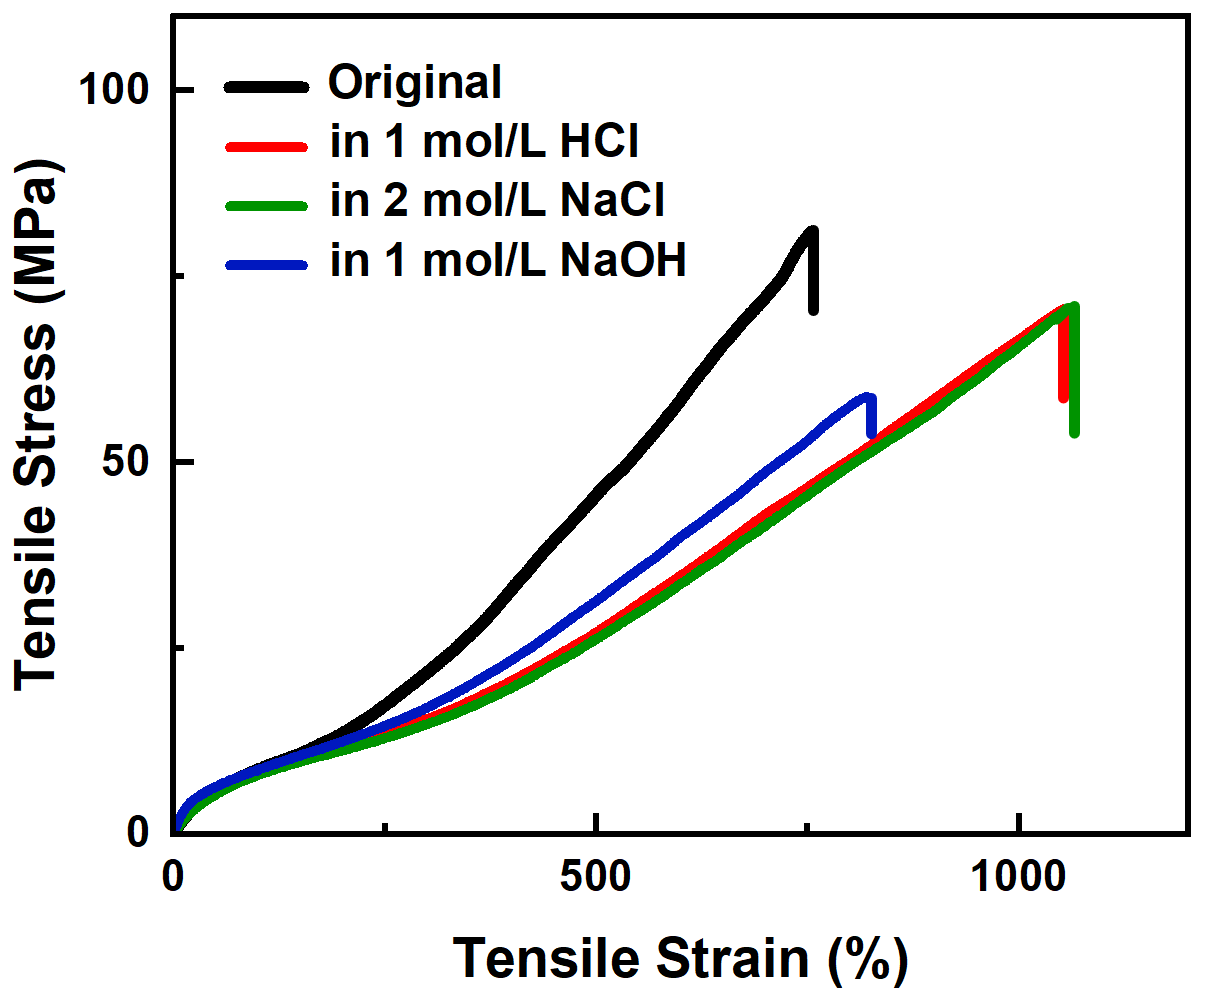 Tensile Stress (MPa)
100
50
0
Original
in 1 mol/L HCl
in 2 mol/L NaCl
in 1 mol/L NaOH
0
500
1000
Tensile Strain (%)